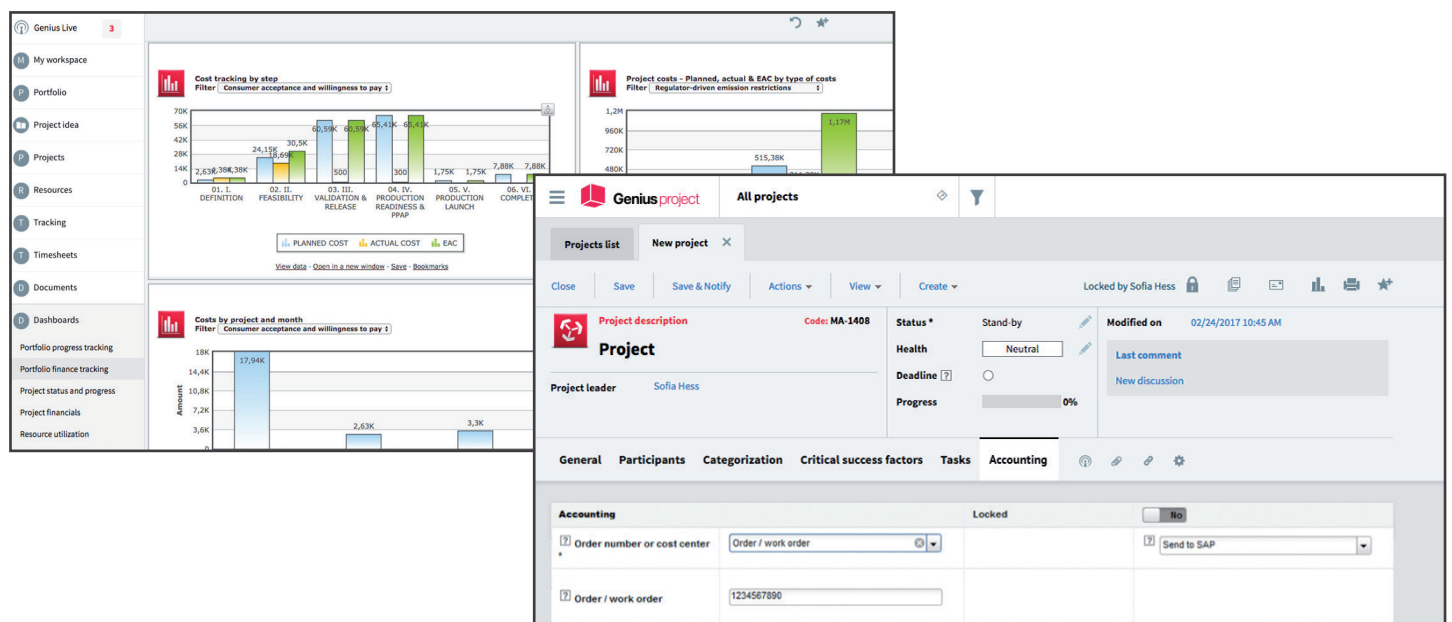 Genius Live 3
My workspace
Portfolio
Project idea
Projects
Resources
Tracking
Timesheets
Documents
Dashboards
Portfolio progress tracking
Portfolio finance tracking
Project status and progress
Project financials
Resource utilization
Cost tracking by step
Filter Consumer acceptance and willingness to pay
70K
56K
42K
28K
14K
0
2,63K 4,38K 4,38K
24,15K 18,69K 30,5K
60,59K 500 60,59K
65,41K 300 65,41K
1,75K 1,75K
7,88K 7,88K
01. I. DEFINITION
02. II. FEASIBILITY
03. III. VALIDATION & RELEASE
04. IV. PRODUCTION READINESS & PPAP
05. V. PRODUCTION LAUNCH
06. VI. COMPLET
PLANNED COST ACTUAL COST EAC
View data - Open in a new window - Save - Bookmarks
Project costs - Planned, actual & EAC by type of costs
Filter Regulator-driven emission restrictions
1,2M
960K
720K
480K
515,38K
1,17M
Costs by project and month
Filter Consumer acceptance and willingness to pay
Amount
18K
14,4K
10,8K
7,2K
3,6K
0
17,94K
2,63K
3,3K
Genius project All projects
Projects list New project
Close Save Save & Notify Actions View Create Locked by Sofia Hess
Project description Code: MA-1408
Project
Project leader Sofia Hess
Status * Stand-by
Health Neutral
Deadline ?
Progress 0%
Modified on 02/24/2017 10:45 AM
Last comment
New discussion
General Participants Categorization Critical success factors Tasks Accounting
Accounting Locked No
? Order number or cost center * Order / work order ? Send to SAP
? Order / work order 1234567890